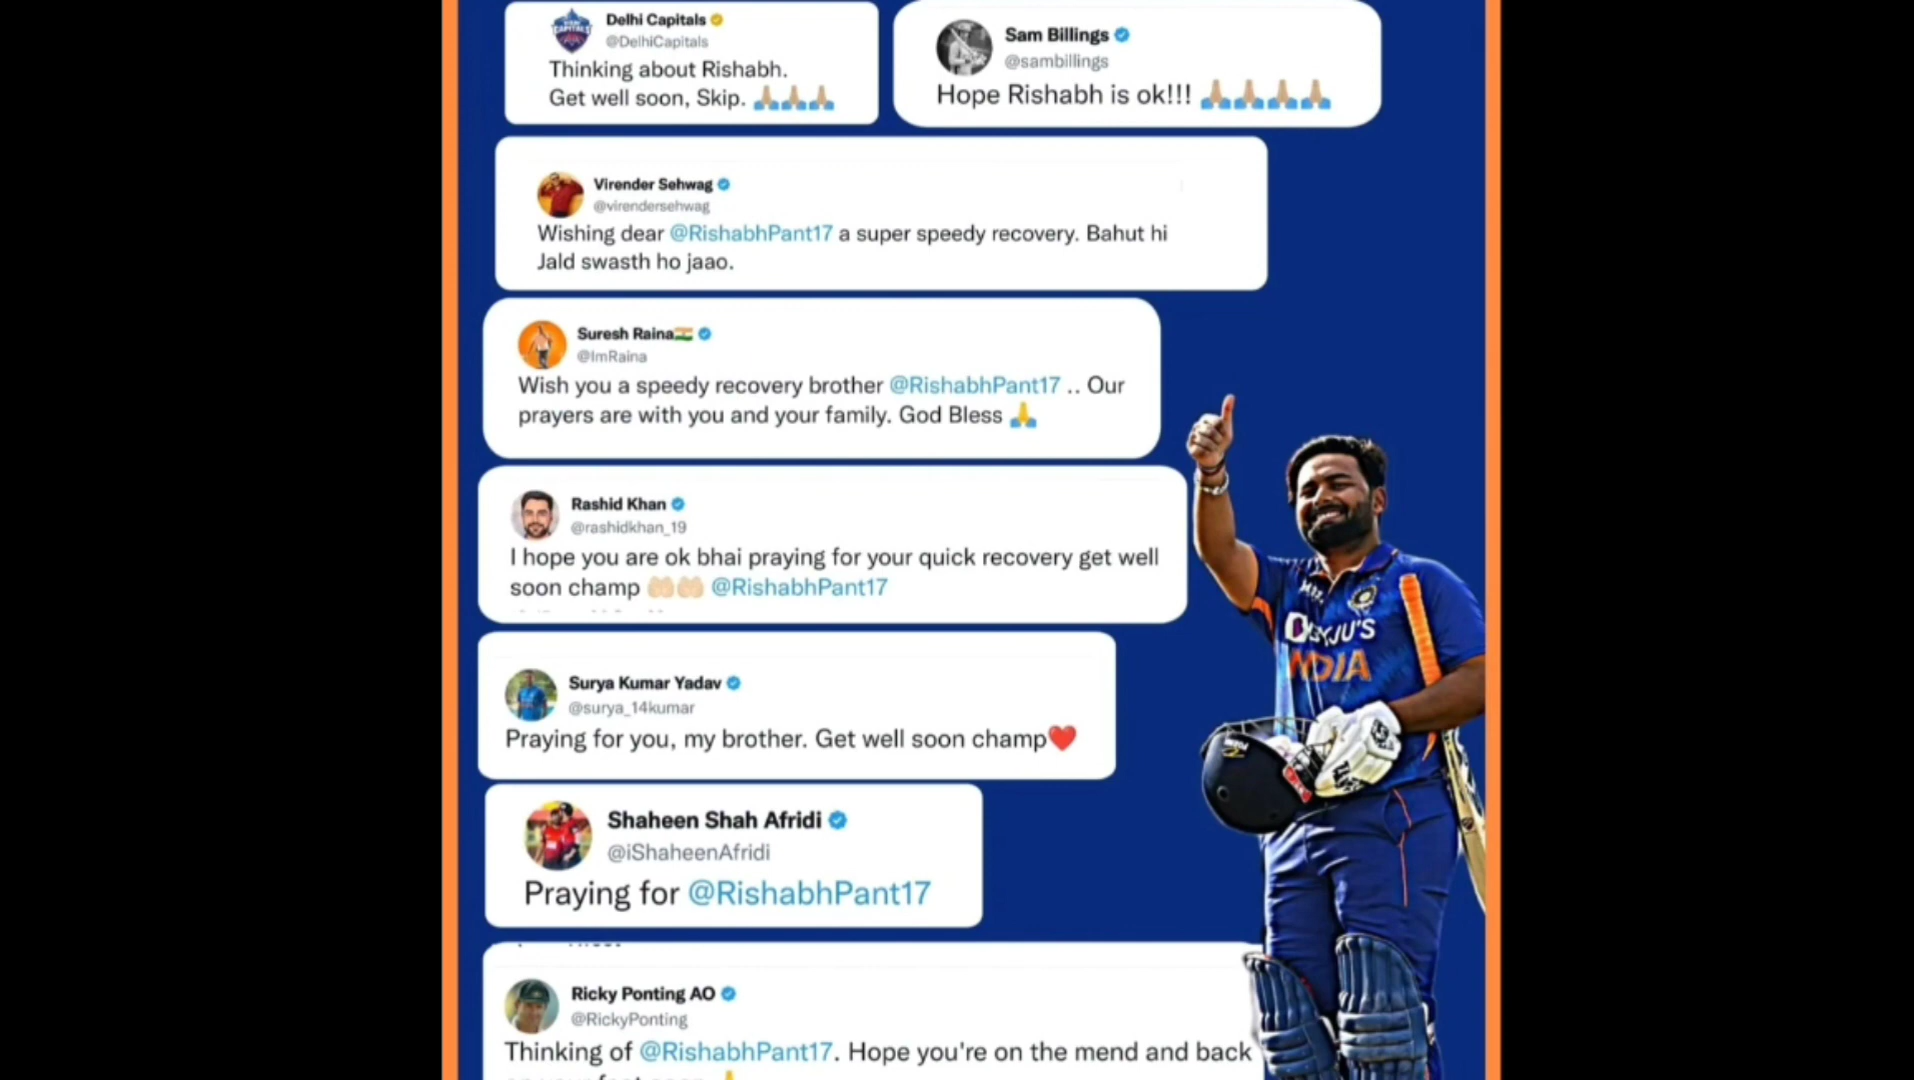 Delhi Capitals
@DelhiCapitals
Thinking about Rishabh.
Get well soon, Skip. 🙏🏼🙏🏼🙏🏼
Sam Billings
@sambillings
Hope Rishabh is ok!!! 🙏🏼🙏🏼🙏🏼🙏🏼
Virender Sehwag
@virendersehwag
Wishing dear @RishabhPant17 a super speedy recovery. Bahut hi
Jald swasth ho jaao.
Suresh Raina🇮🇳
@ImRaina
Wish you a speedy recovery brother @RishabhPant17 .. Our
prayers are with you and your family. God Bless 🙏
Rashid Khan
@rashidkhan_19
I hope you are ok bhai praying for your quick recovery get well
soon champ 🤲🏻🤲🏻 @RishabhPant17
Surya Kumar Yadav
@surya_14kumar
Praying for you, my brother. Get well soon champ❤️
Shaheen Shah Afridi
@iShaheenAfridi
Praying for @RishabhPant17
Ricky Ponting AO
@RickyPonting
Thinking of @RishabhPant17. Hope you're on the mend and back
BYJU'S
INDIA